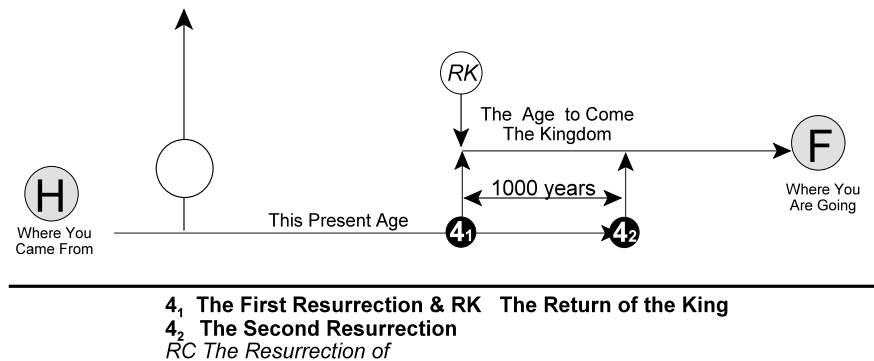 RK
The Age to Come
The Kingdom
F
H
1000 years
Where You
Are Going
This Present Age
Where You
Came From
4₁
4₂
4₁ The First Resurrection & RK The Return of the King
4₂ The Second Resurrection
RC The Resurrection of